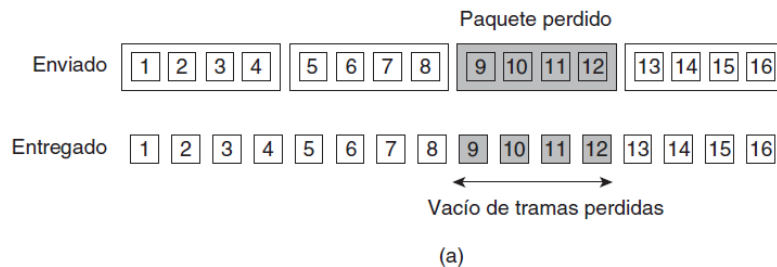 Paquete perdido
Enviado 1 2 3 4 5 6 7 8 9 10 11 12 13 14 15 16
Entregado 1 2 3 4 5 6 7 8 9 10 11 12 13 14 15 16
Vacío de tramas perdidas
(a)